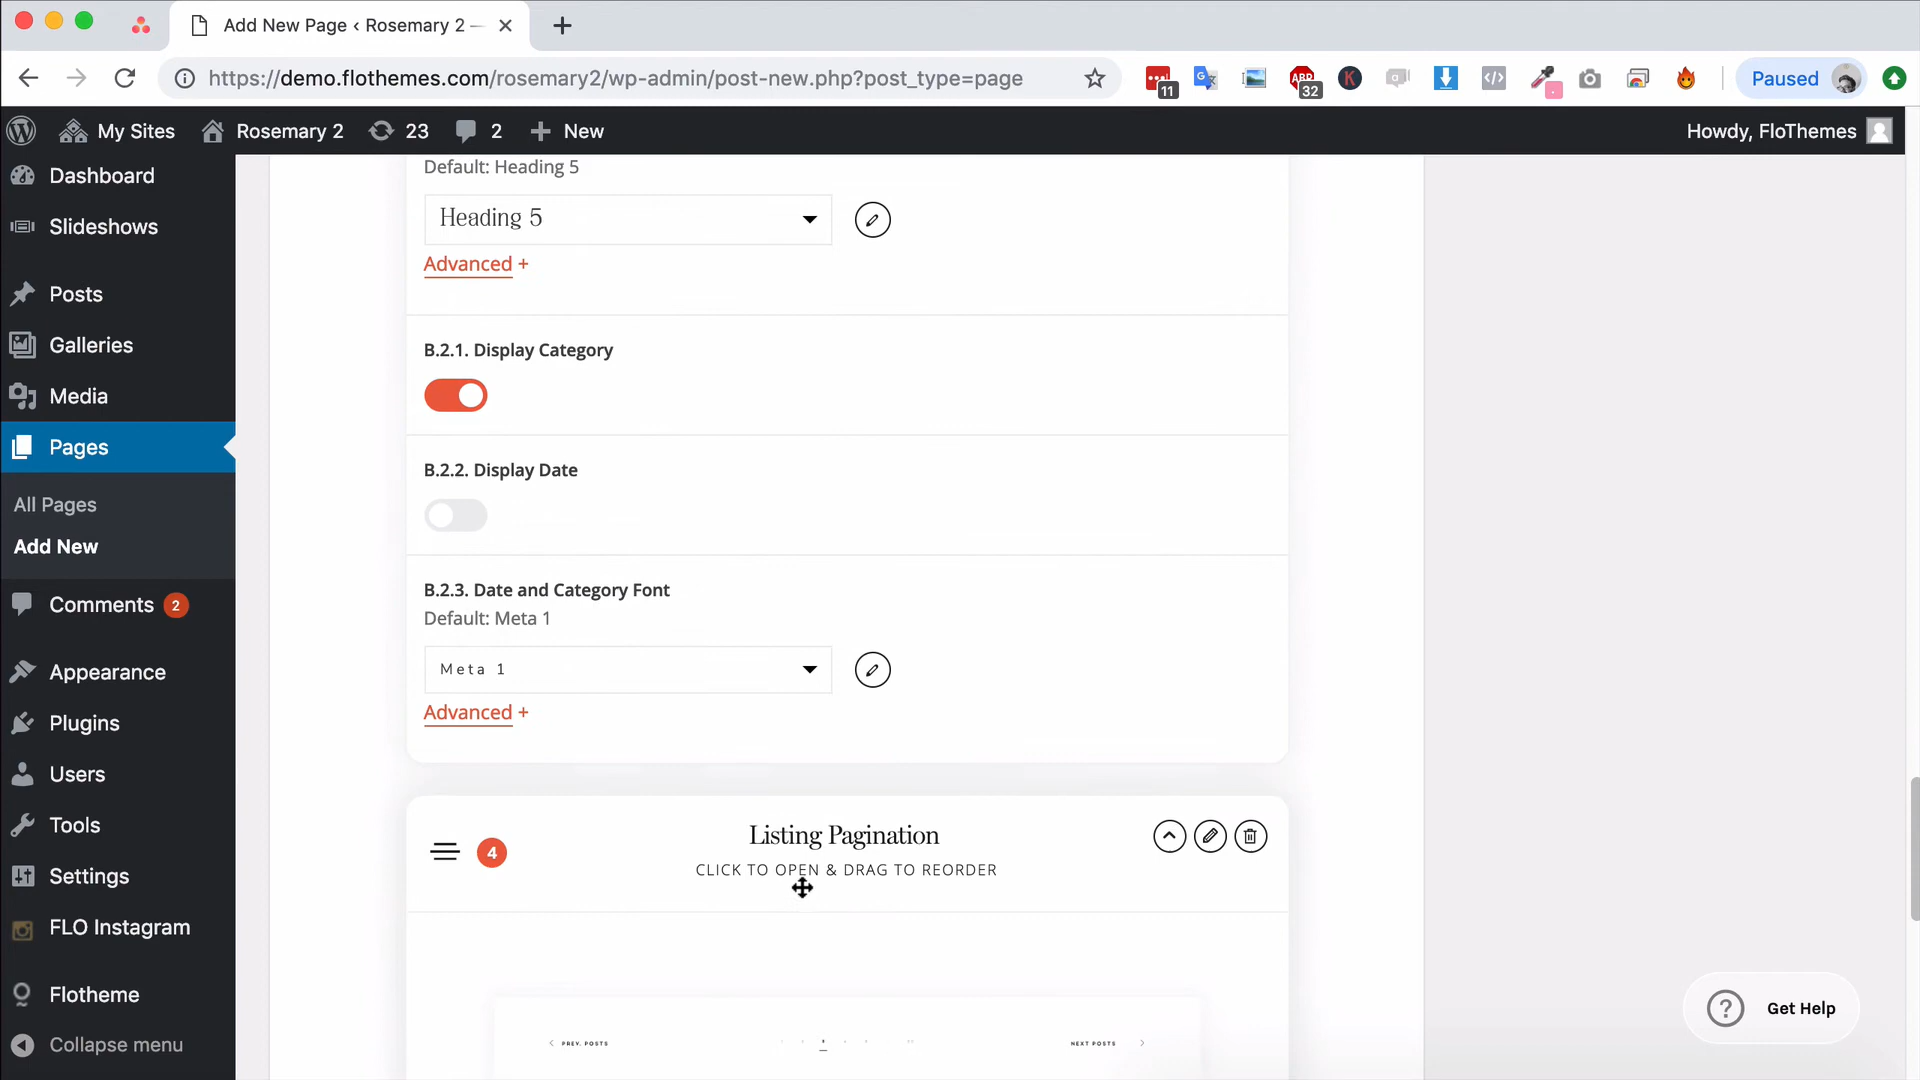 Add New Page ‹ Rosemary 2 —
https://demo.flothemes.com/rosemary2/wp-admin/post-new.php?post_type=page
11
ABP
32
K
Paused
My Sites
Rosemary 2
23
2
New
Howdy, FloThemes
Dashboard
Slideshows
Posts
Galleries
Media
Pages
All Pages
Add New
Comments 2
Appearance
Plugins
Users
Tools
Settings
FLO Instagram
Flotheme
Collapse menu
Default: Heading 5
Heading 5
Advanced +
B.2.1. Display Category
B.2.2. Display Date
B.2.3. Date and Category Font
Default: Meta 1
Meta 1
Advanced +
4
Listing Pagination
CLICK TO OPEN & DRAG TO REORDER
PREV. POSTS
NEXT POSTS
Get Help